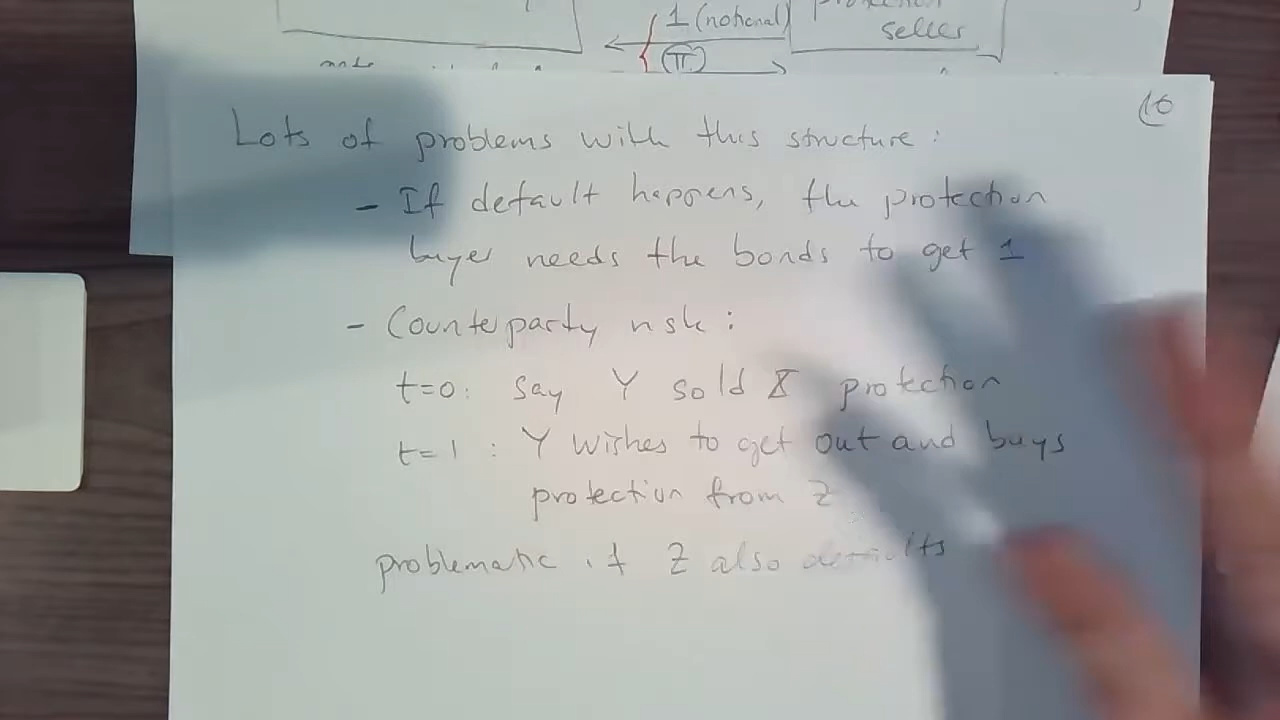 1 (notional)
seller
π
16
Lots of problems with this structure :
- If default happens, the protection
buyer needs the bonds to get 1
- Counterparty risk :
t=0: say Y sold X protection
t=1 : Y wishes to get out and buys
protection from Z
problematic if Z also defaults